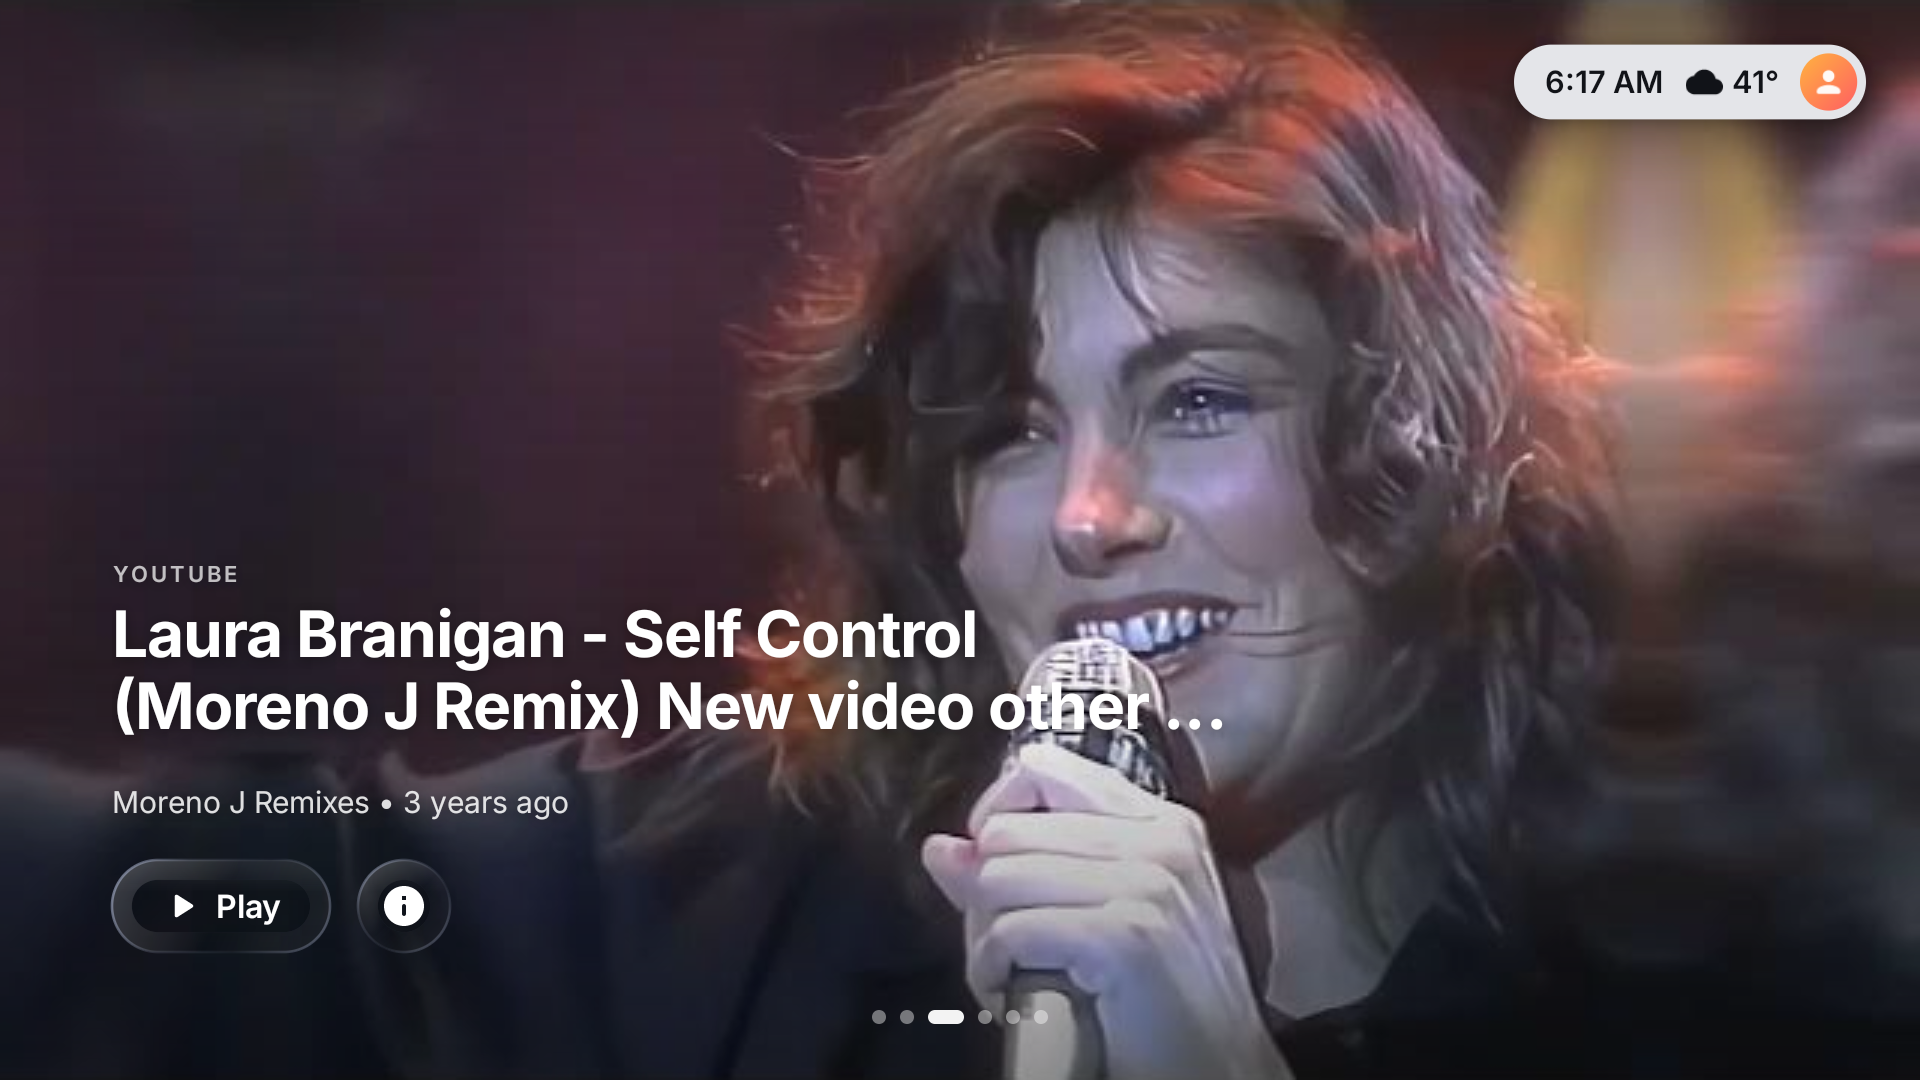 6:17 AM 41°
YOUTUBE
Laura Branigan - Self Control
(Moreno J Remix) New video other ...
Moreno J Remixes • 3 years ago
Play